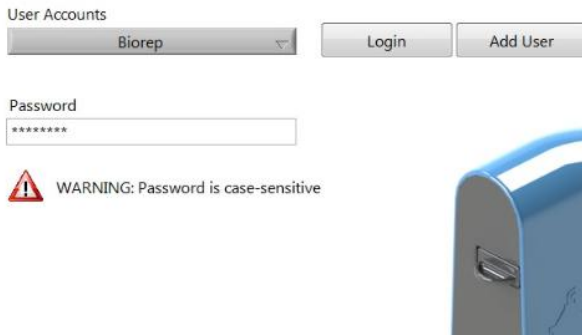 User Accounts
Biorep
Login
Add User
Password
********
WARNING: Password is case-sensitive